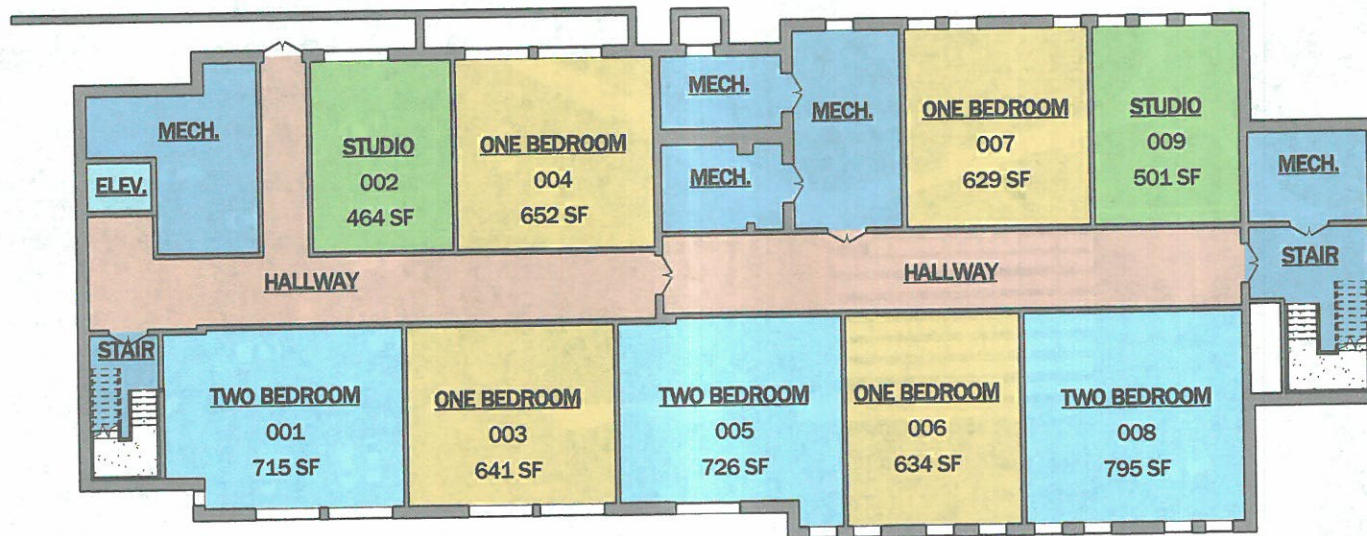 MECH.
ELEV.
STUDIO
002
464 SF
ONE BEDROOM
004
652 SF
MECH.
MECH.
MECH.
ONE BEDROOM
007
629 SF
STUDIO
009
501 SF
MECH.
HALLWAY
HALLWAY
STAIR
STAIR
TWO BEDROOM
001
715 SF
ONE BEDROOM
003
641 SF
TWO BEDROOM
005
726 SF
ONE BEDROOM
006
634 SF
TWO BEDROOM
008
795 SF